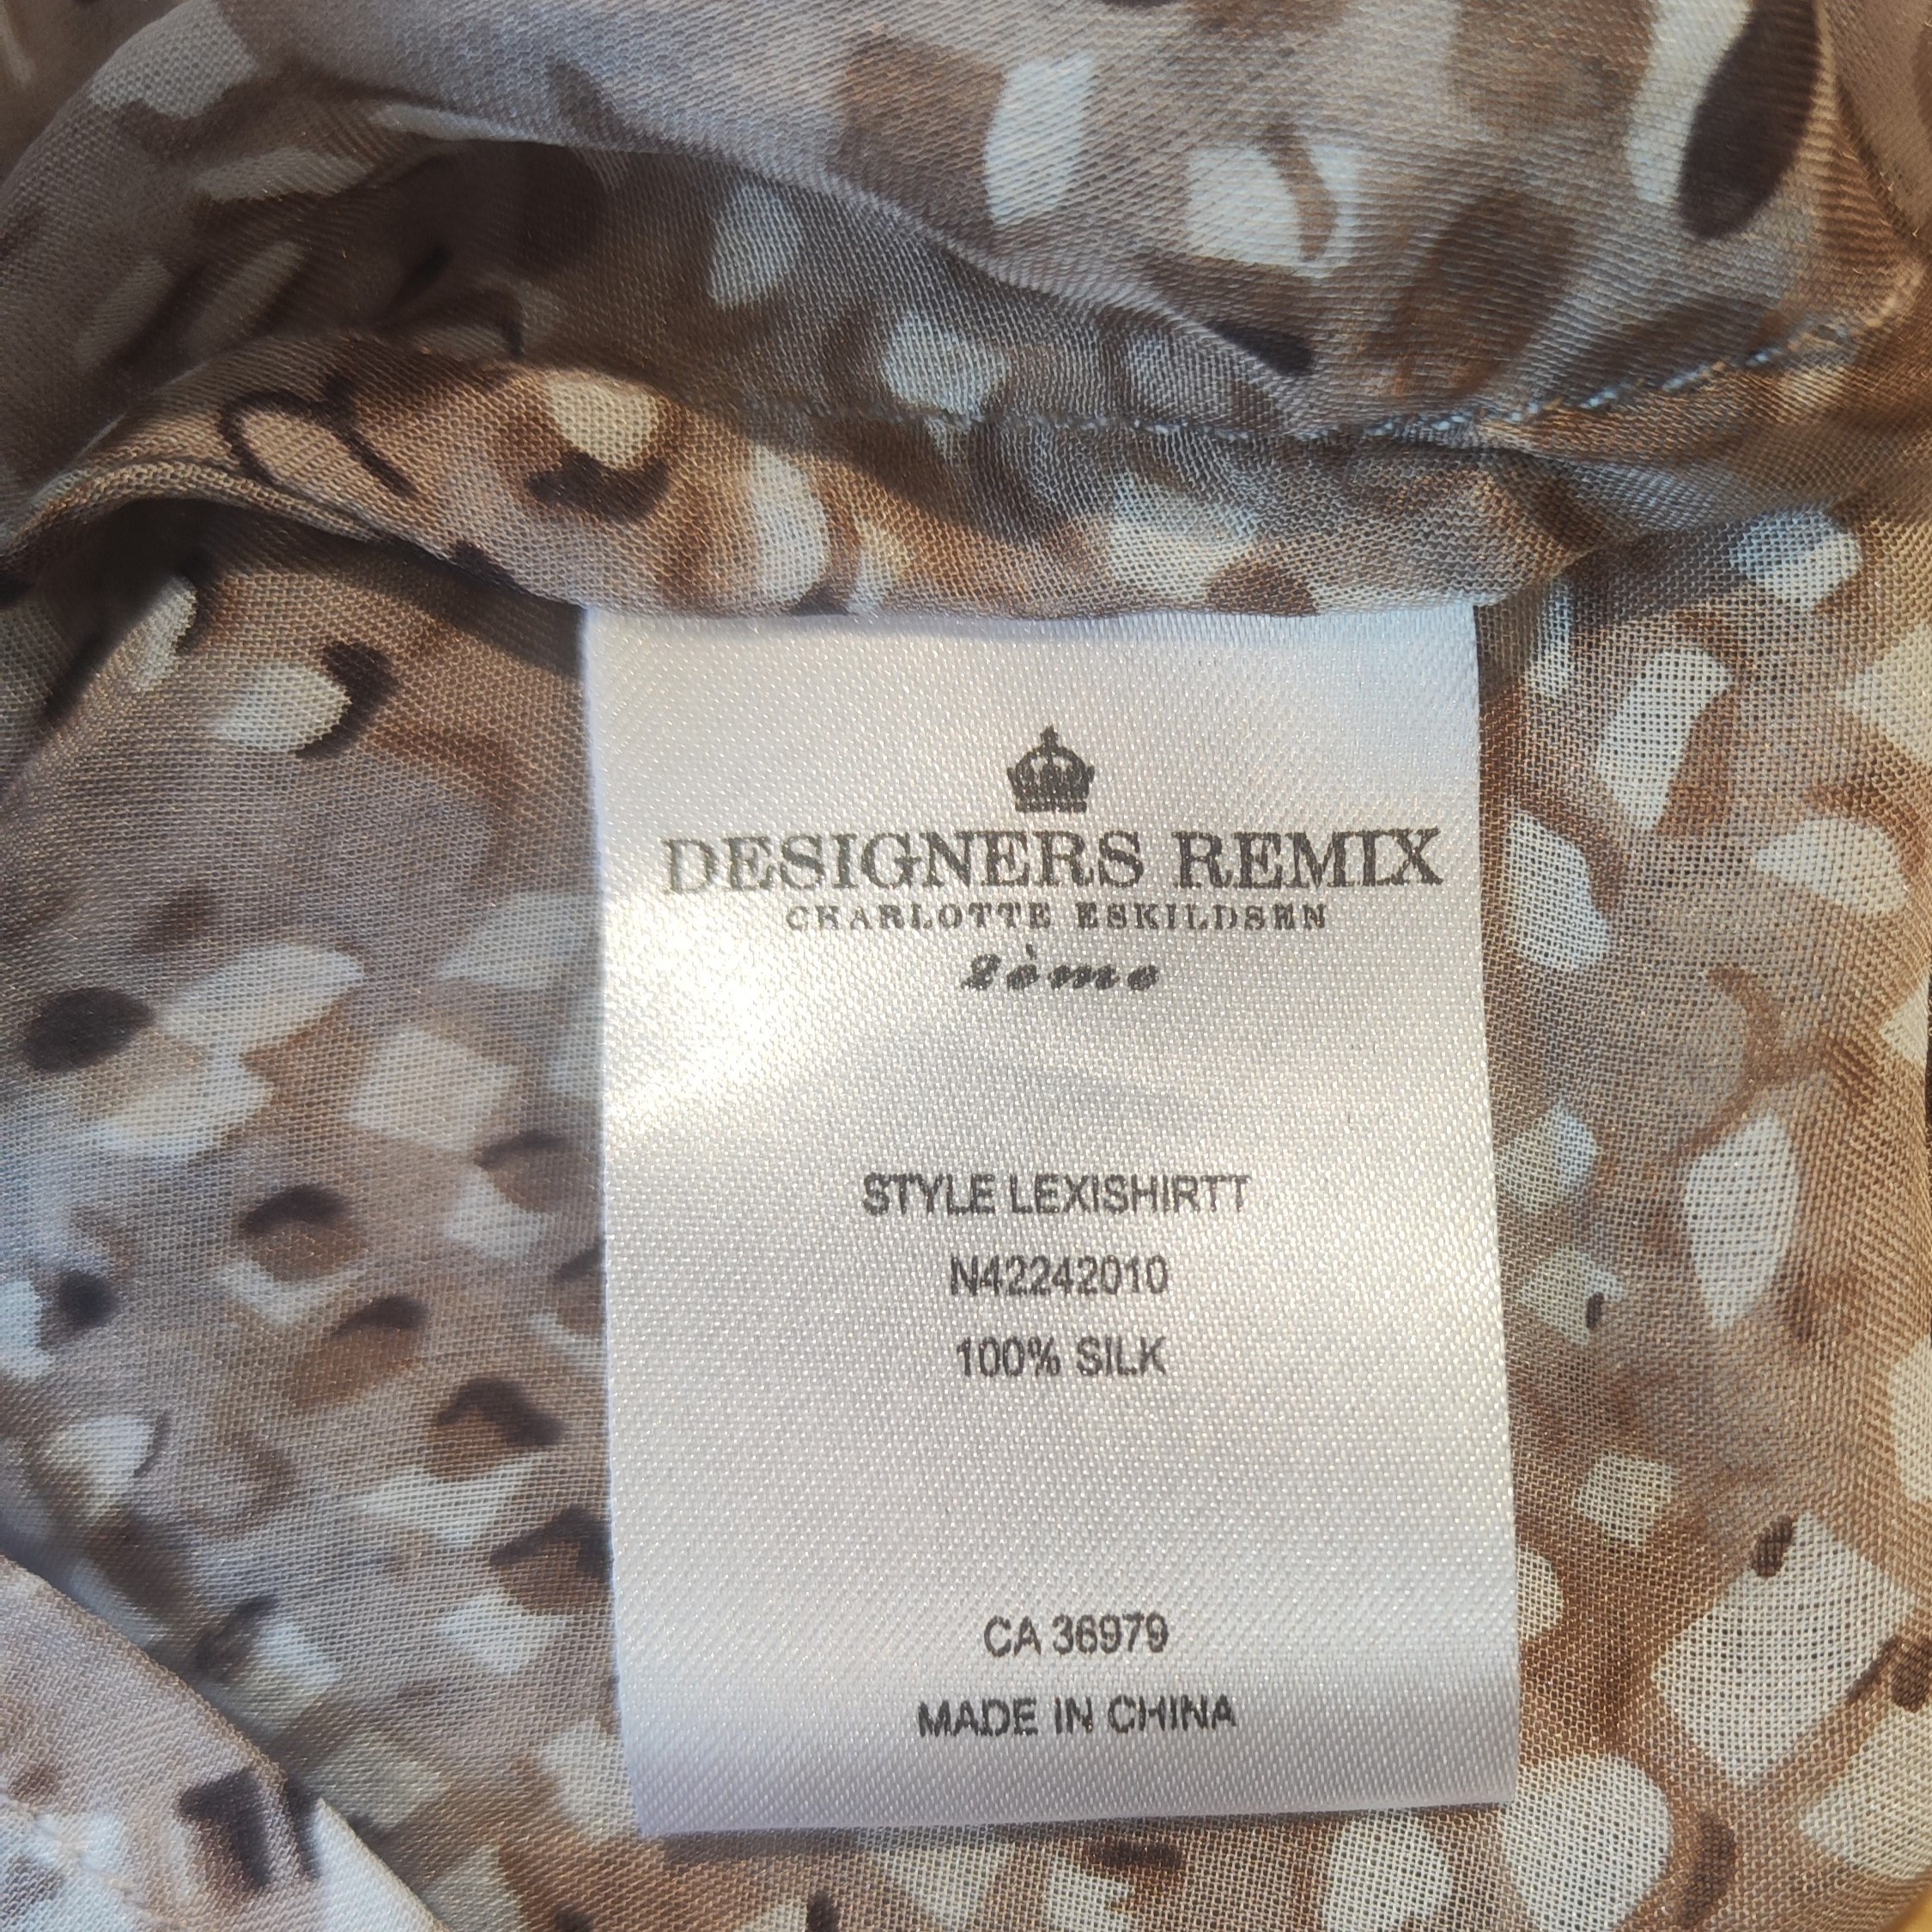 DESIGNERS REMIX
CHARLOTTE ESKILDSEN
2ème
STYLE LEXISHIRTT
N42242010
100% SILK
CA 36979
MADE IN CHINA